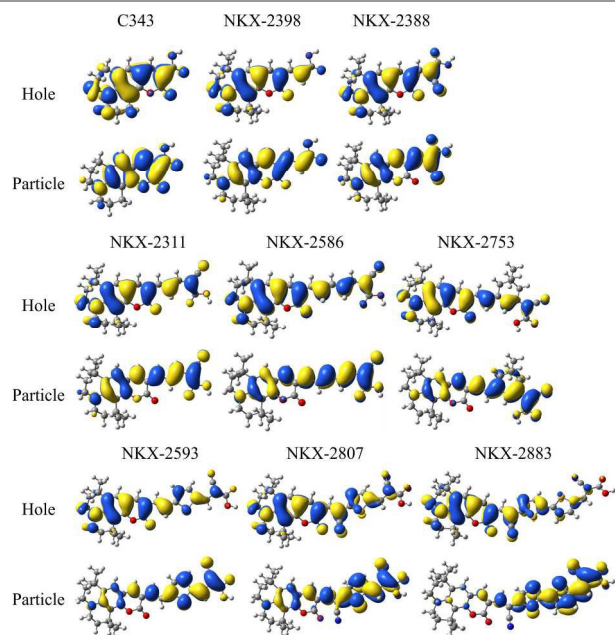 C343 NKX-2398 NKX-2388
Hole
Particle
NKX-2311 NKX-2586 NKX-2753
Hole
Particle
NKX-2593 NKX-2807 NKX-2883
Hole
Particle